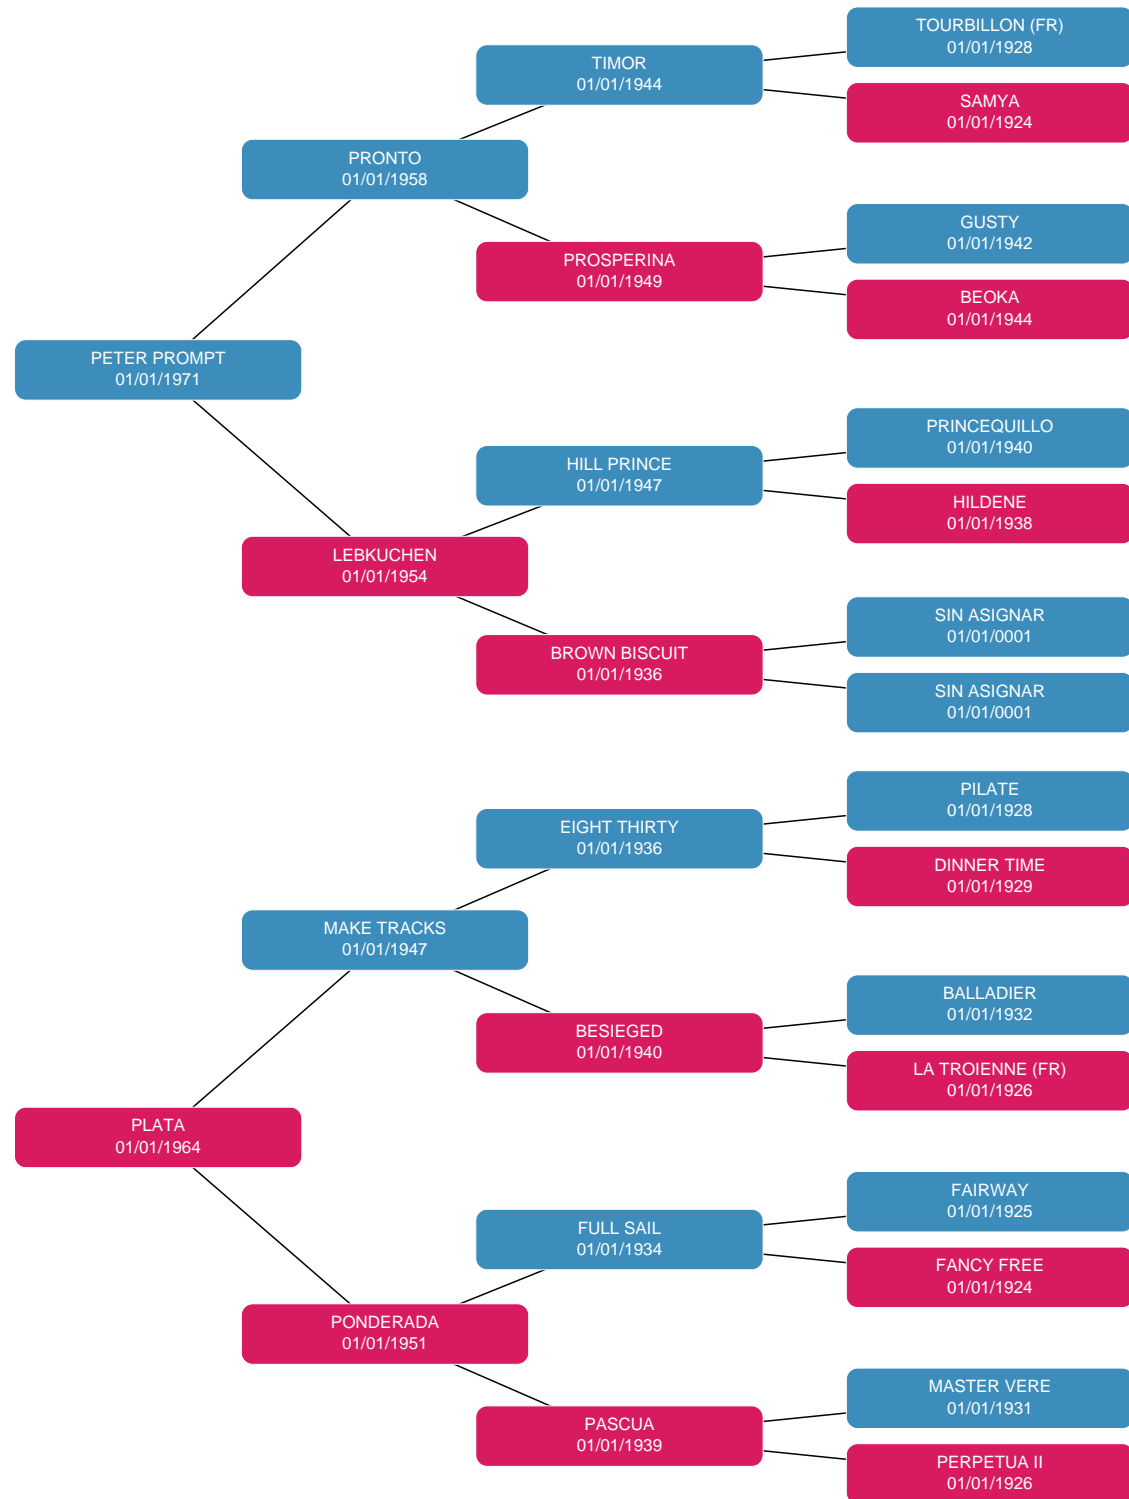 TOURBILLON (FR)
01/01/1928
TIMOR
01/01/1944
SAMYA
01/01/1924
PRONTO
01/01/1958
GUSTY
01/01/1942
PROSPERINA
01/01/1949
BEOKA
01/01/1944
PETER PROMPT
01/01/1971
PRINCEQUILLO
01/01/1940
HILL PRINCE
01/01/1947
HILDENE
01/01/1938
LEBKUCHEN
01/01/1954
SIN ASIGNAR
01/01/0001
BROWN BISCUIT
01/01/1936
SIN ASIGNAR
01/01/0001
PILATE
01/01/1928
EIGHT THIRTY
01/01/1936
DINNER TIME
01/01/1929
MAKE TRACKS
01/01/1947
BALLADIER
01/01/1932
BESIEGED
01/01/1940
LA TROIENNE (FR)
01/01/1926
PLATA
01/01/1964
FAIRWAY
01/01/1925
FULL SAIL
01/01/1934
FANCY FREE
01/01/1924
PONDERADA
01/01/1951
MASTER VERE
01/01/1931
PASCUA
01/01/1939
PERPETUA II
01/01/1926